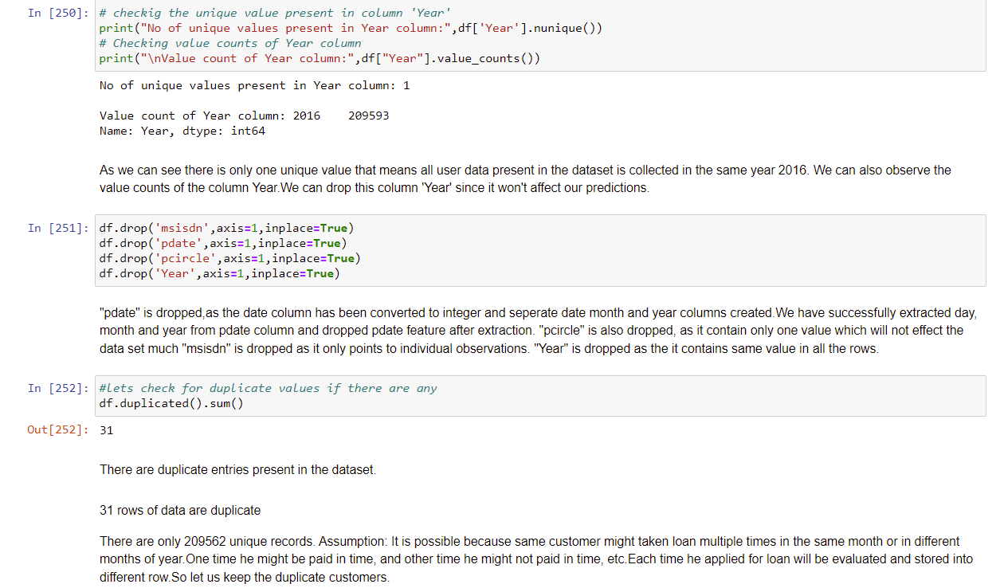 In [250]: # checkig the unique value present in column 'Year'
print("No of unique values present in Year column:",df['Year'].nunique())
# Checking value counts of Year column
print("\nValue count of Year column:",df["Year"].value_counts())
No of unique values present in Year column: 1
Value count of Year column: 2016    209593
Name: Year, dtype: int64
As we can see there is only one unique value that means all user data present in the dataset is collected in the same year 2016. We can also observe the
value counts of the column Year.We can drop this column 'Year' since it won't affect our predictions.
In [251]: df.drop('msisdn',axis=1,inplace=True)
df.drop('pdate',axis=1,inplace=True)
df.drop('pcircle',axis=1,inplace=True)
df.drop('Year',axis=1,inplace=True)
"pdate" is dropped,as the date column has been converted to integer and seperate date month and year columns created.We have successfully extracted day,
month and year from pdate column and dropped pdate feature after extraction. "pcircle" is also dropped, as it contain only one value which will not effect the
data set much "msisdn" is dropped as it only points to individual observations. "Year" is dropped as the it contains same value in all the rows.
In [252]: #lets check for duplicate values if there are any
df.duplicated().sum()
Out[252]: 31
There are duplicate entries present in the dataset.
31 rows of data are duplicate
There are only 209562 unique records. Assumption: It is possible because same customer might taken loan multiple times in the same month or in different
months of year.One time he might be paid in time, and other time he might not paid in time, etc.Each time he applied for loan will be evaluated and stored into
different row.So let us keep the duplicate customers.